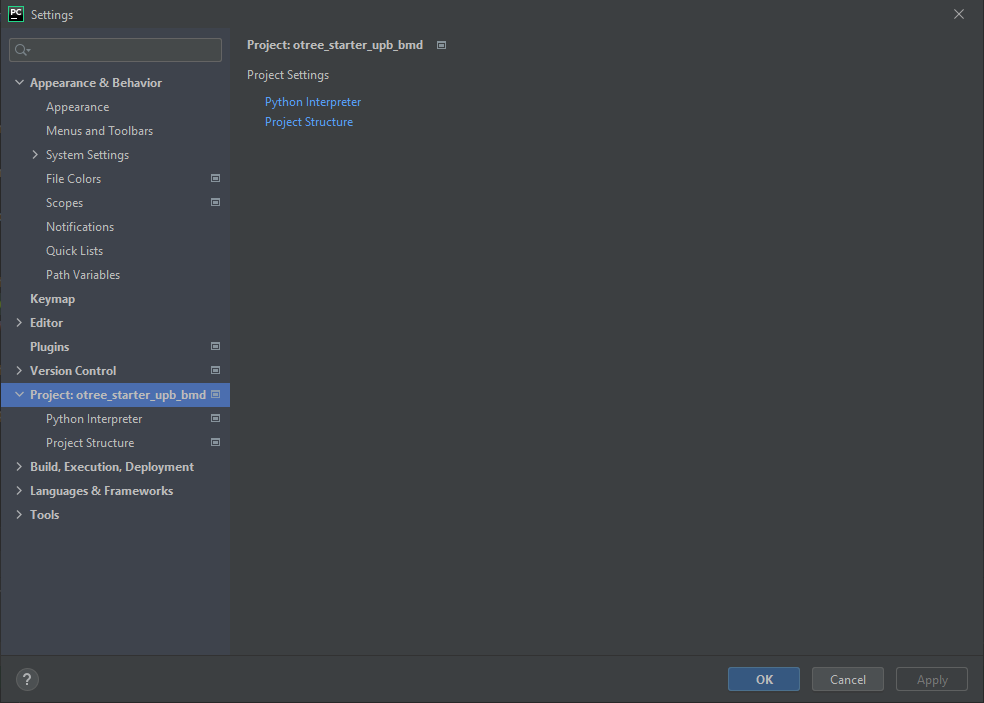 PC Settings
Appearance & Behavior
Appearance
Menus and Toolbars
System Settings
File Colors
Scopes
Notifications
Quick Lists
Path Variables
Keymap
Editor
Plugins
Version Control
Project: otree_starter_upb_bmd
Python Interpreter
Project Structure
Build, Execution, Deployment
Languages & Frameworks
Tools
Project: otree_starter_upb_bmd
Project Settings
Python Interpreter
Project Structure
?
OK
Cancel
Apply